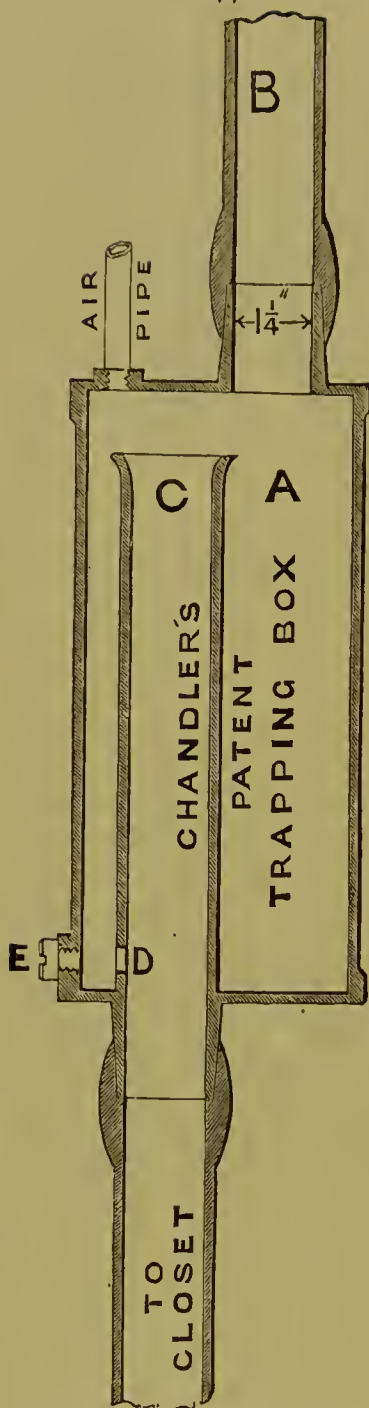 B
AIR
PIPE
1¼"
C
A
CHANDLER'S
PATENT
TRAPPING BOX
E
D
TO
CLOSET